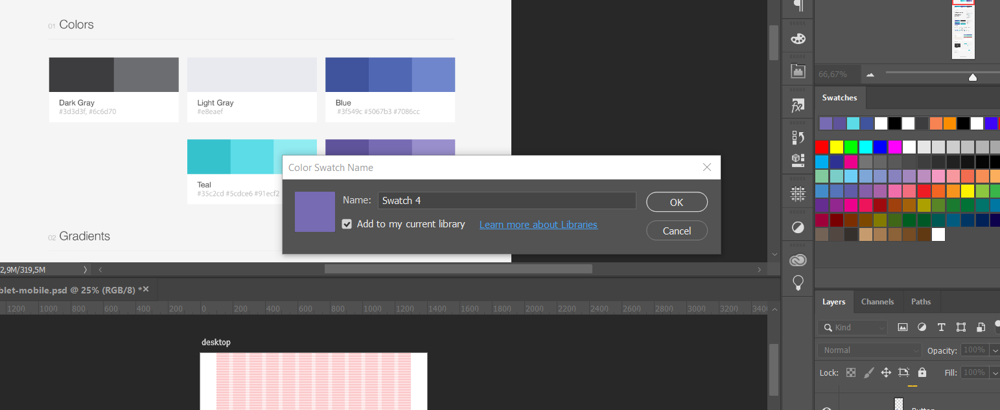 01 Colors
Dark Gray
#3d3d3f, #6c6d70
Light Gray
#e8eaef
Blue
#3f549c #5067b3 #7086cc
Teal
#35c2cd #5cdce6 #91ecf2
02 Gradients
Color Swatch Name
Name: Swatch 4
Add to my current library
Learn more about Libraries
OK
Cancel
2,9M/319,5M
blet-mobile.psd @ 25% (RGB/8) *
1200 1000 800 600 400 200 0 200 400 600 800 1000 1200 1400 1600 1800 2000 2200 2400 2600 2800 3000 3200 3400
desktop
66,67%
Swatches
Layers Channels Paths
Kind
Normal Opacity: 100%
Lock: Fill: 100%